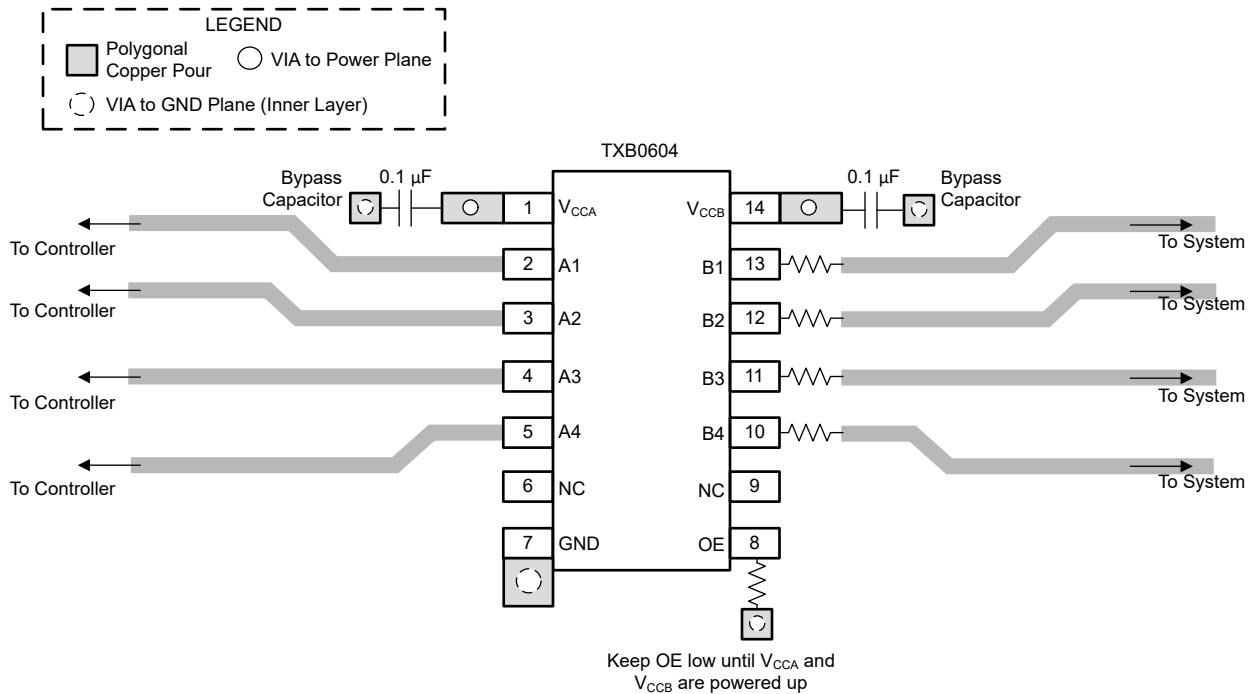 LEGEND
Polygonal
Copper Pour
VIA to Power Plane
VIA to GND Plane (Inner Layer)
TXB0604
Bypass
Capacitor
0.1 µF
1
VCCA
VCCB
14
0.1 µF
Bypass
Capacitor
To Controller
2
A1
B1
13
To System
To Controller
3
A2
B2
12
To System
To Controller
4
A3
B3
11
To System
To Controller
5
A4
B4
10
To System
6
NC
NC
9
7
GND
OE
8
Keep OE low until VCCA and
VCCB are powered up